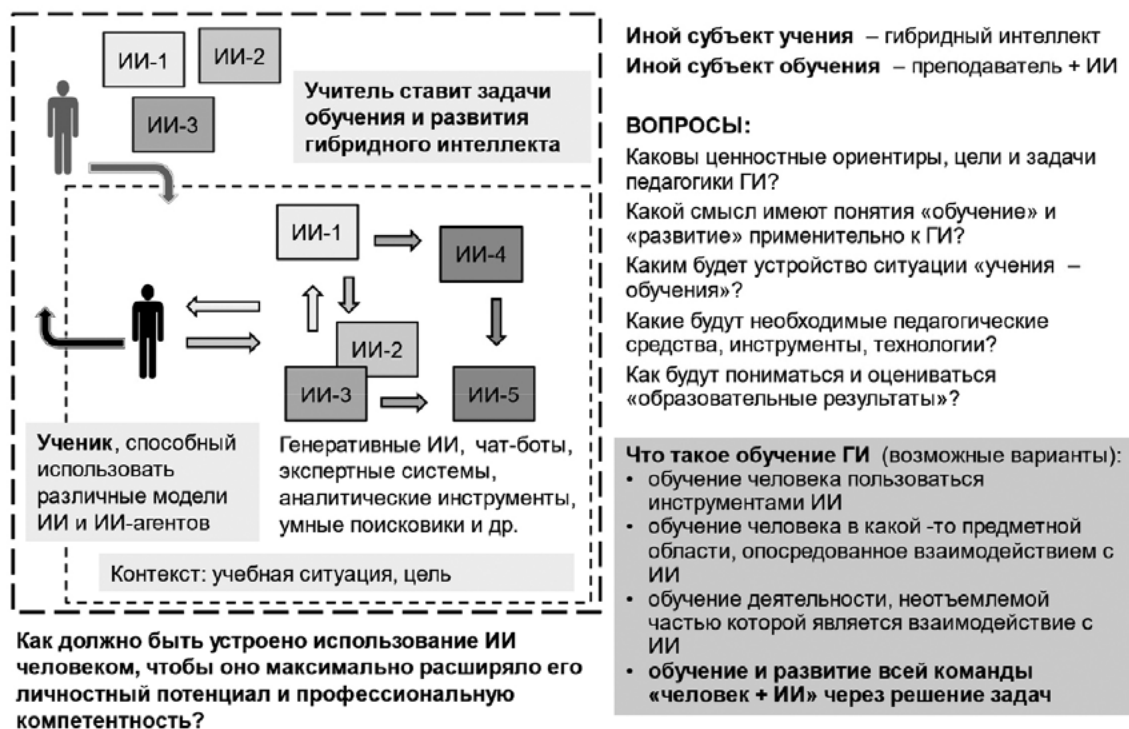 ИИ-1
ИИ-2
ИИ-3
Учитель ставит задачи
обучения и развития
гибридного интеллекта
ИИ-1
ИИ-4
ИИ-2
ИИ-3
ИИ-5
Ученик, способный
использовать
различные модели
ИИ и ИИ-агентов
Генеративные ИИ, чат-боты,
экспертные системы,
аналитические инструменты,
умные поисковики и др.
Контекст: учебная ситуация, цель
Как должно быть устроено использование ИИ
человеком, чтобы оно максимально расширяло его
личностный потенциал и профессиональную
компетентность?
Иной субъект учения – гибридный интеллект
Иной субъект обучения – преподаватель + ИИ
ВОПРОСЫ:
Каковы ценностные ориентиры, цели и задачи
педагогики ГИ?
Какой смысл имеют понятия «обучение» и
«развитие» применительно к ГИ?
Каким будет устройство ситуации «учения –
обучения»?
Какие будут необходимые педагогические
средства, инструменты, технологии?
Как будут пониматься и оцениваться
«образовательные результаты»?
Что такое обучение ГИ (возможные варианты):
• обучение человека пользоваться
инструментами ИИ
• обучение человека в какой -то предметной
области, опосредованное взаимодействием с
ИИ
• обучение деятельности, неотъемлемой
частью которой является взаимодействие с
ИИ
• обучение и развитие всей команды
«человек + ИИ» через решение задач